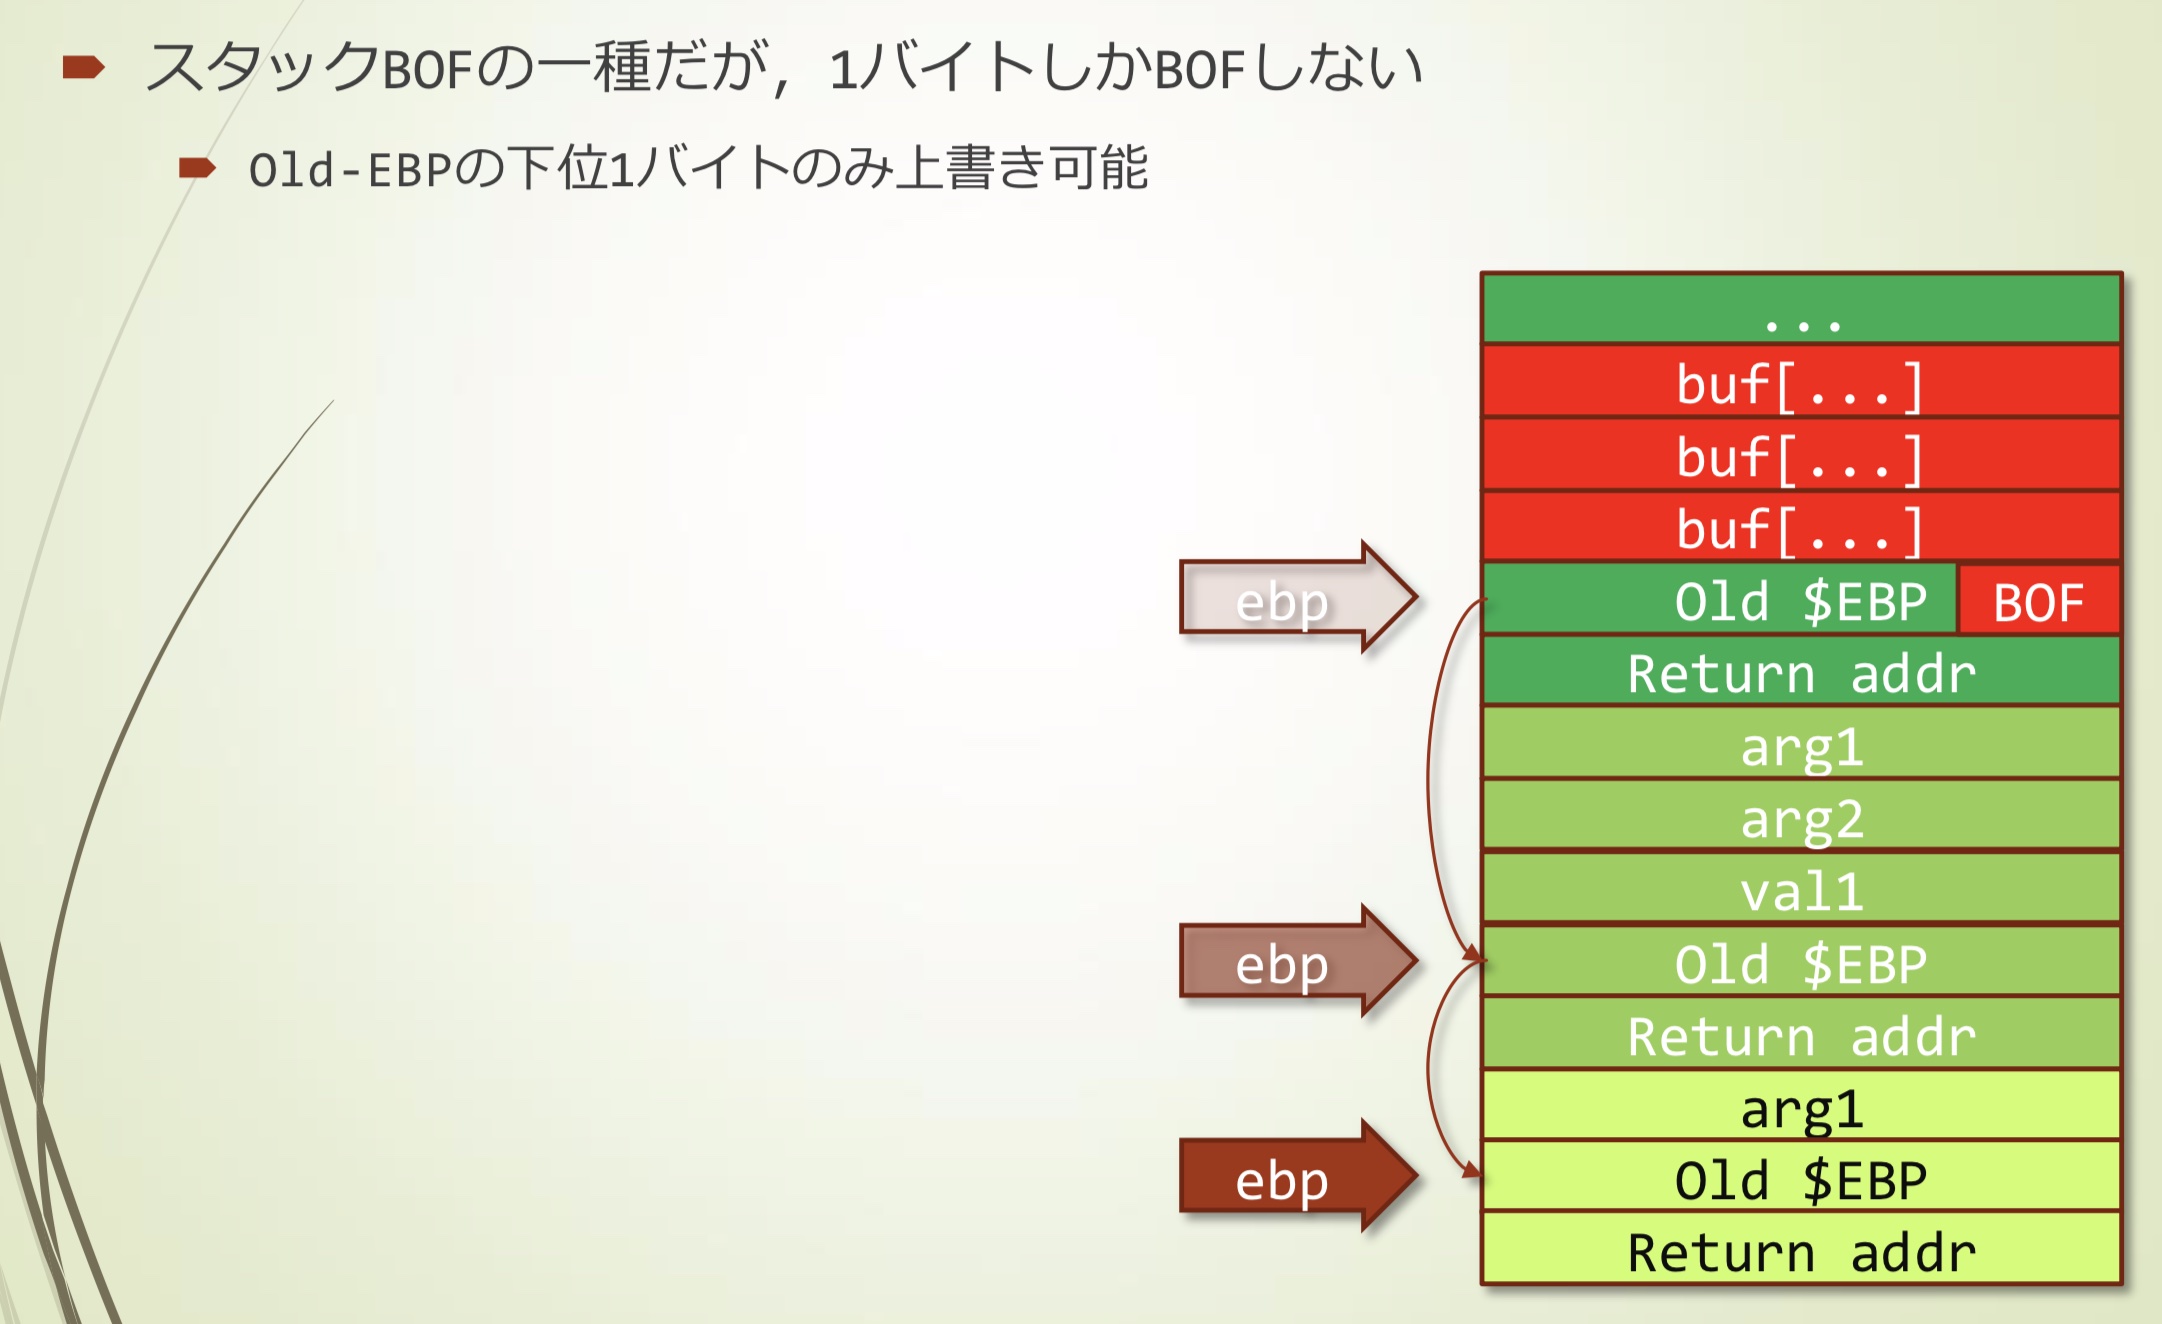 スタックBOFの一種だが，1バイトしかBOFしない
Old-EBPの下位1バイトのみ上書き可能
...
buf[...]
buf[...]
buf[...]
ebp
Old $EBP
BOF
Return addr
arg1
arg2
val1
ebp
Old $EBP
Return addr
arg1
ebp
Old $EBP
Return addr